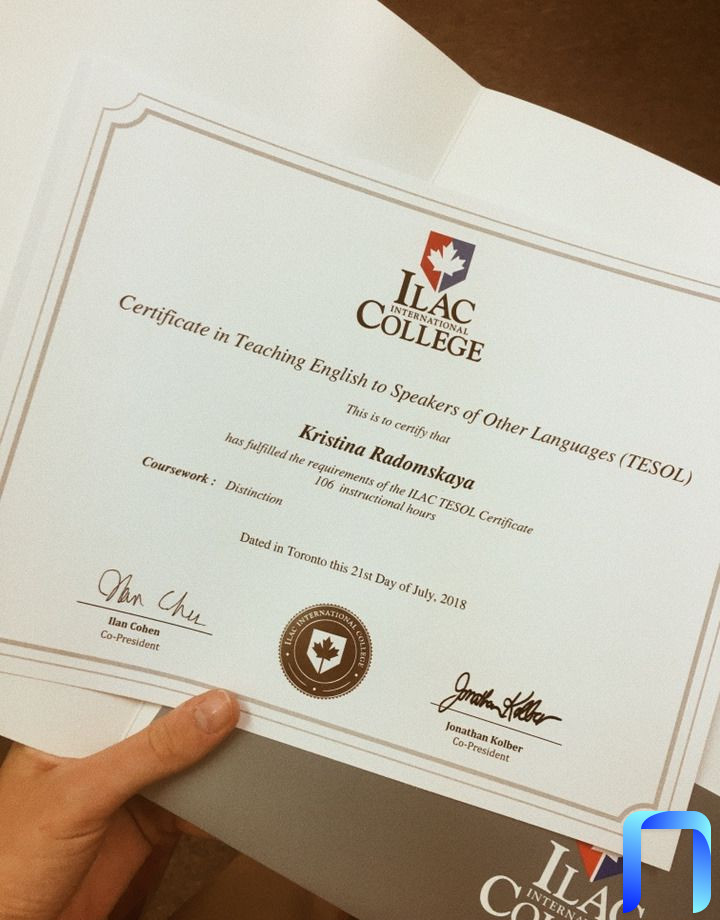 ILAC
INTERNATIONAL
COLLEGE
Certificate in Teaching English to Speakers of Other Languages (TESOL)
This is to certify that
Kristina Radomskaya
has fulfilled the requirements of the ILAC TESOL Certificate
106 instructional hours
Coursework : Distinction
Dated in Toronto this 21st Day of July, 2018
Ilan Cohen
Co-President
ILAC INTERNATIONAL COLLEGE
Jonathan Kolber
Jonathan Kolber
Co-President
ILAC